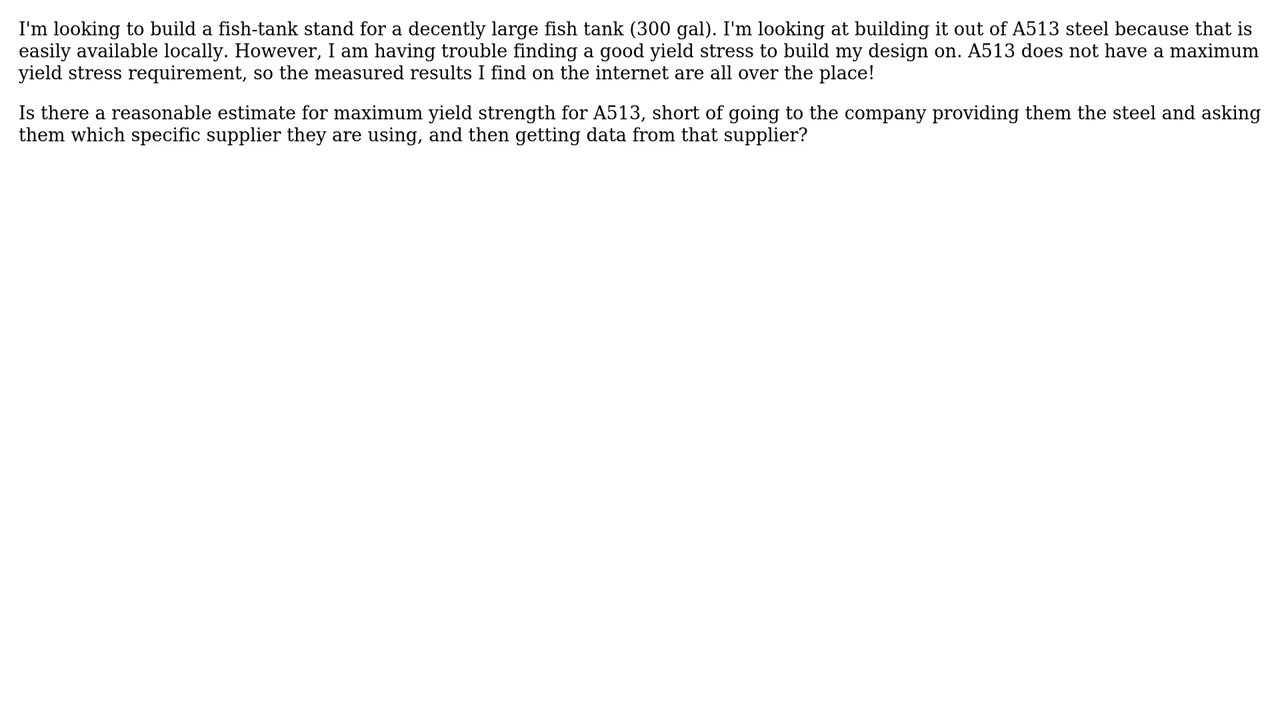 I'm looking to build a fish-tank stand for a decently large fish tank (300 gal). I'm looking at building it out of A513 steel because that is
easily available locally. However, I am having trouble finding a good yield stress to build my design on. A513 does not have a maximum
yield stress requirement, so the measured results I find on the internet are all over the place!
Is there a reasonable estimate for maximum yield strength for A513, short of going to the company providing them the steel and asking
them which specific supplier they are using, and then getting data from that supplier?